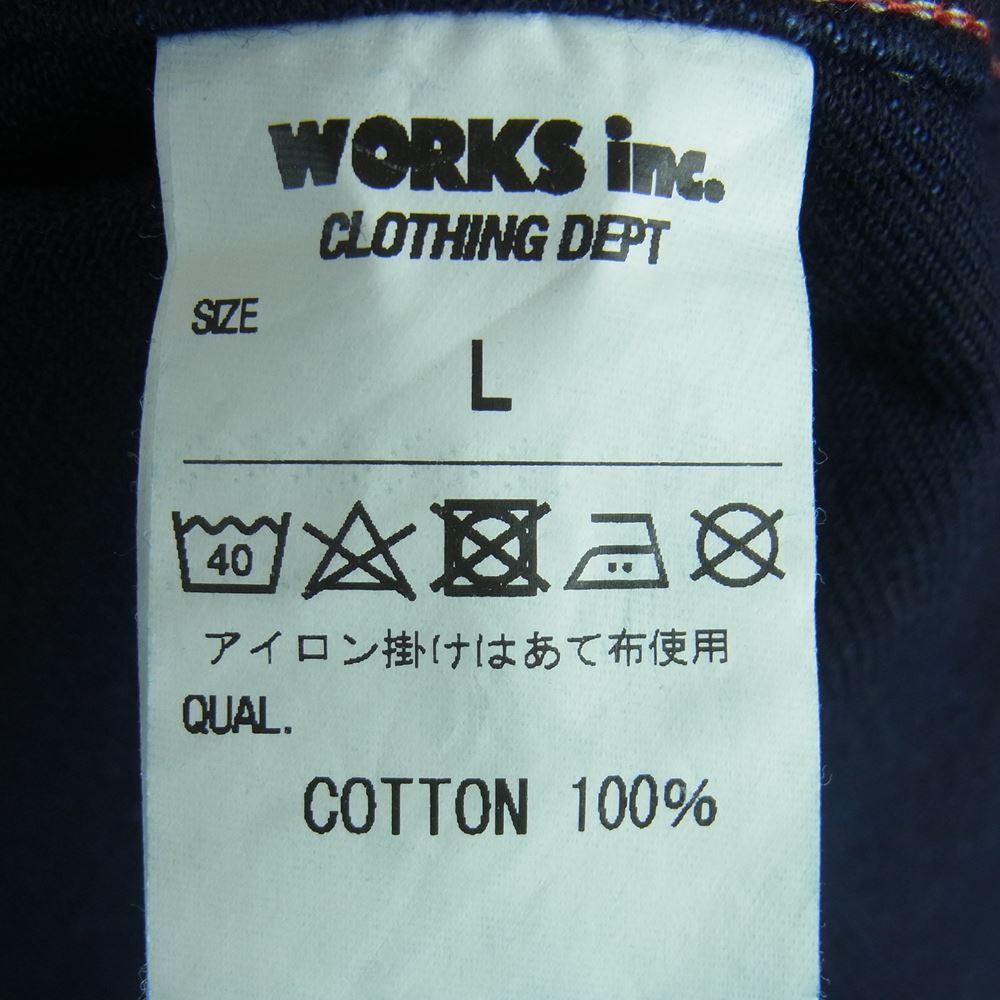 WORKS inc.
CLOTHING DEPT
SIZE
L
40
アイロン掛けはあて布使用
QUAL.
COTTON 100%